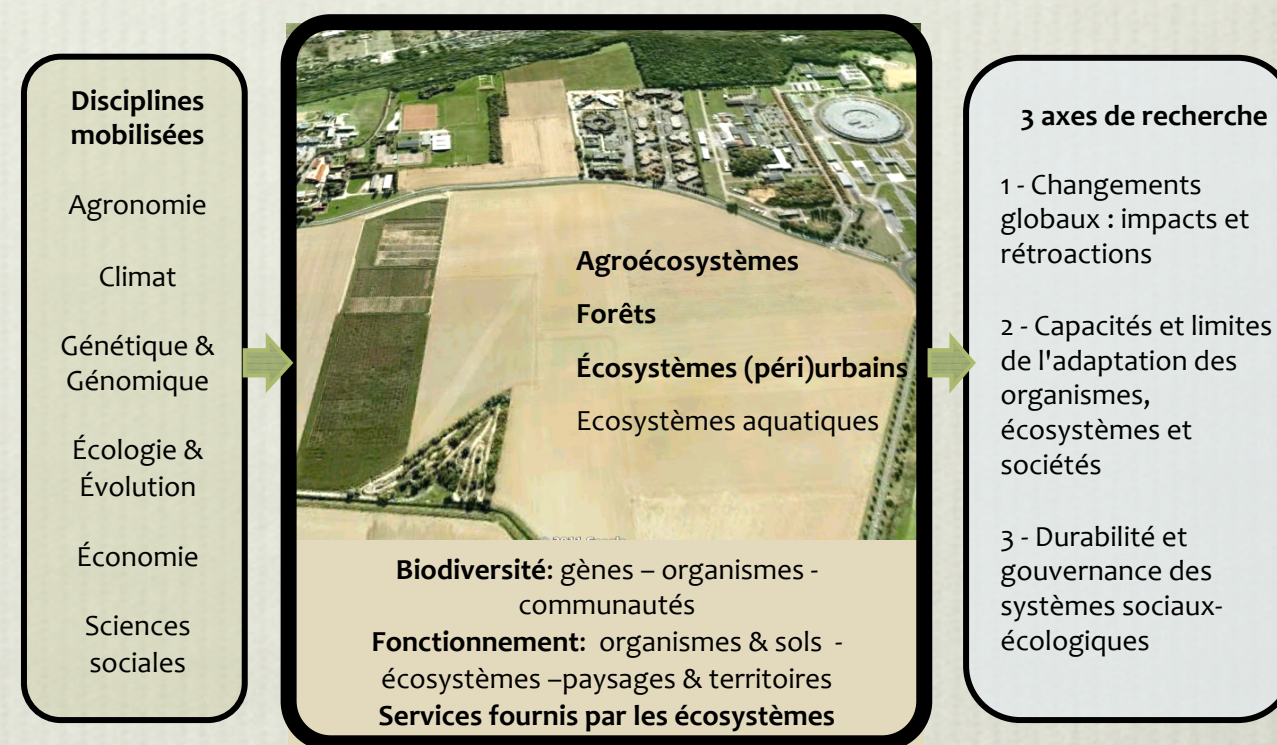 Disciplines
mobilisées
Agronomie
Climat
Génétique &
Génomique
Écologie &
Évolution
Économie
Sciences
sociales
Agroécosystèmes
Forêts
Écosystèmes (péri)urbains
Ecosystèmes aquatiques
Biodiversité: gènes – organismes -
communautés
Fonctionnement: organismes & sols -
écosystèmes –paysages & territoires
Services fournis par les écosystèmes
3 axes de recherche
1 - Changements
globaux : impacts et
rétroactions
2 - Capacités et limites
de l'adaptation des
organismes,
écosystèmes et
sociétés
3 - Durabilité et
gouvernance des
systèmes sociaux-
écologiques